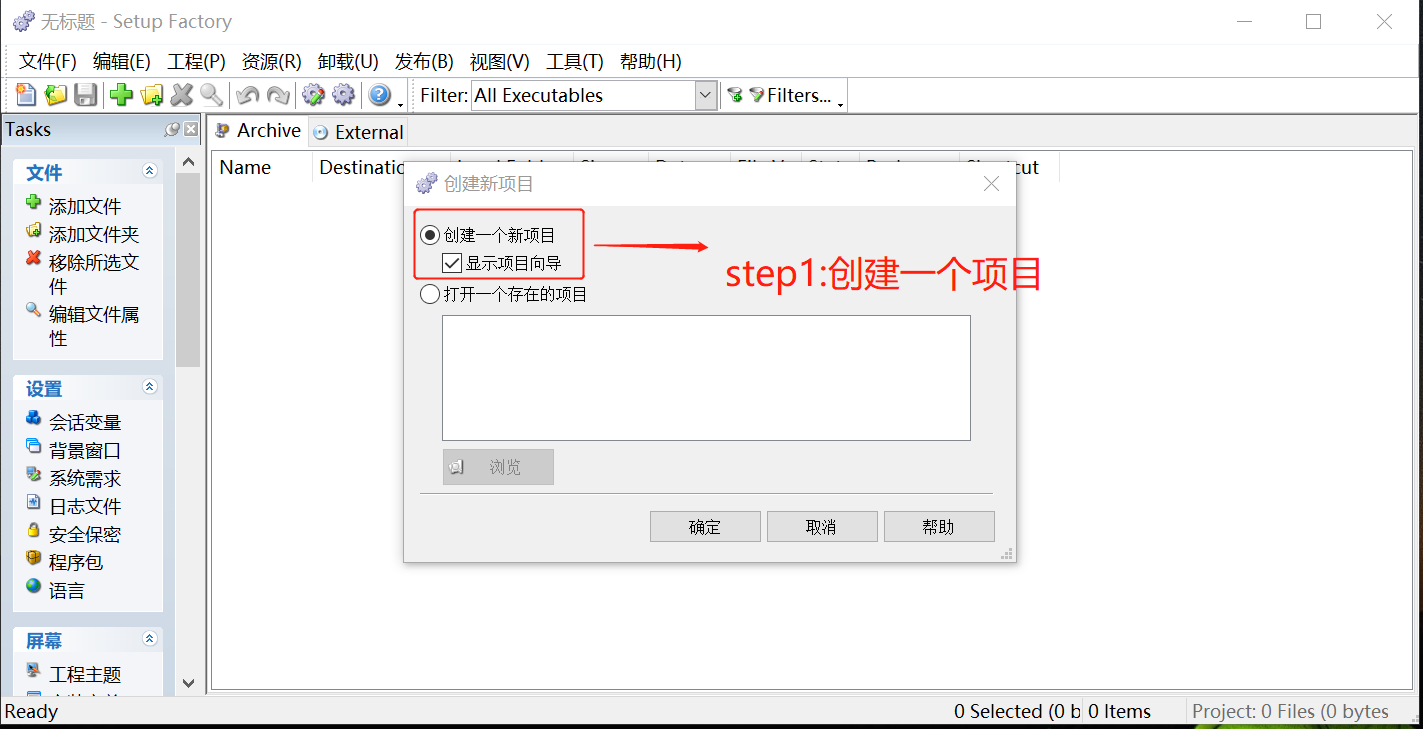 无标题 - Setup Factory
文件(F) 编辑(E) 工程(P) 资源(R) 卸载(U) 发布(B) 视图(V) 工具(T) 帮助(H)
Filter: All Executables Filters...
Tasks
Archive External
Name Destinatic
创建新项目
创建一个新项目
显示项目向导
打开一个存在的项目
浏览
确定 取消 帮助
step1:创建一个项目
文件
添加文件
添加文件夹
移除所选文
件
编辑文件属
性
设置
会话变量
背景窗口
系统需求
日志文件
安全保密
程序包
语言
屏幕
工程主题
Ready
0 Selected (0 b 0 Items Project: 0 Files (0 bytes